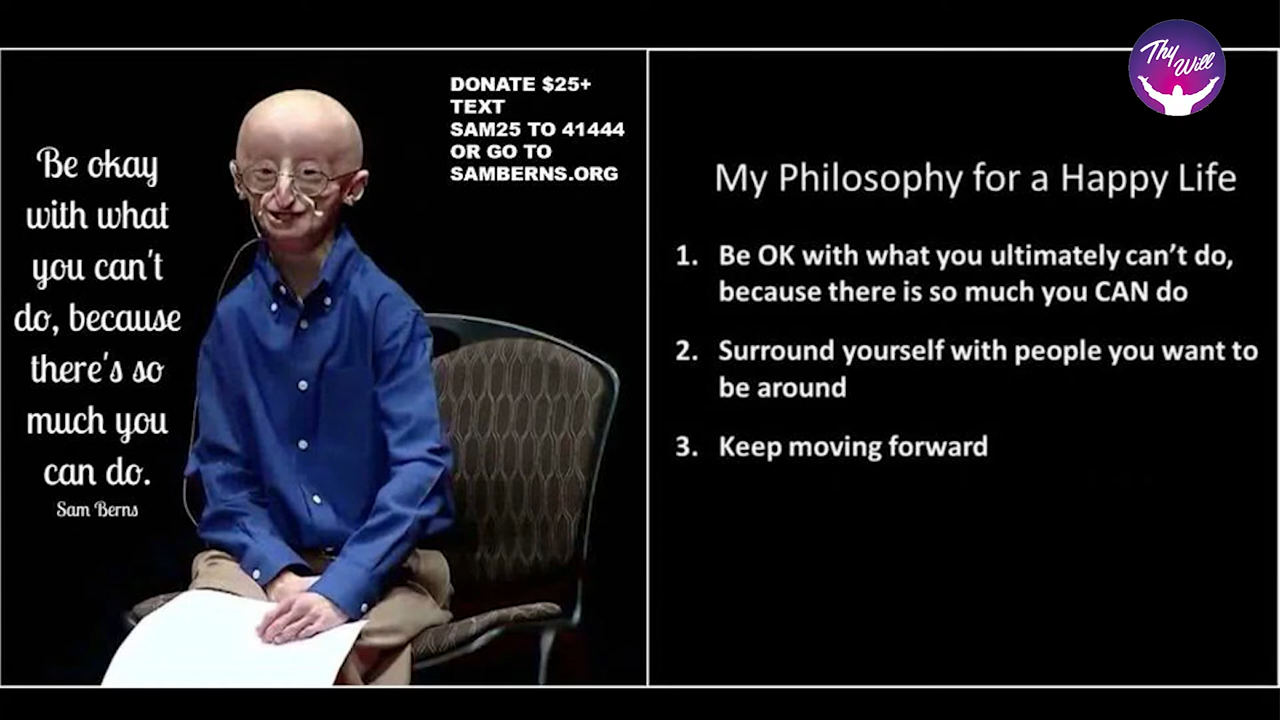 Be okay
with what
you can't
do, because
there's so
much you
can do.
Sam Berns
DONATE $25+
TEXT
SAM25 TO 41444
OR GO TO
SAMBERNS.ORG
Thy
Will
My Philosophy for a Happy Life
1. Be OK with what you ultimately can’t do,
because there is so much you CAN do
2. Surround yourself with people you want to
be around
3. Keep moving forward